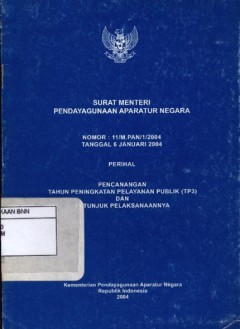 SURAT MENTERI
PENDAYAGUNAAN APARATUR NEGARA
NOMOR : 11/M.PAN/1/2004
TANGGAL 6 JANUARI 2004
PERIHAL
PENCANANGAN
TAHUN PENINGKATAN PELAYANAN PUBLIK (TP3)
DAN
TUNJUK PELAKSANAANNYA
KAAN BNN
0
M
Kementerian Pendayagunaan Aparatur Negara
Republik Indonesia
2004